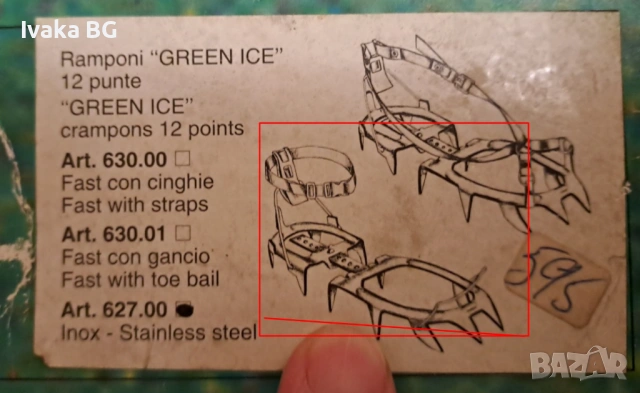 Ivaka BG
Ramponi “GREEN ICE”
12 punte
“GREEN ICE”
crampons 12 points
Art. 630.00
Fast con cinghie
Fast with straps
Art. 630.01
Fast con gancio
Fast with toe bail
Art. 627.00
Inox - Stainless steel
BAZAR
bg